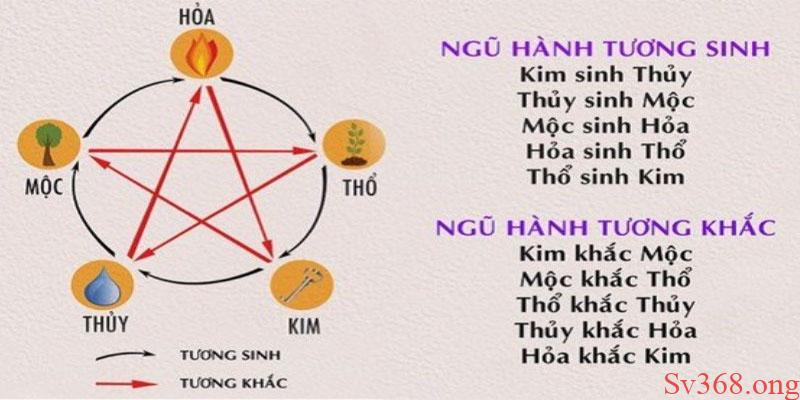 HỎA
MỘC
THỔ
THỦY
KIM
TƯƠNG SINH
TƯƠNG KHẮC
NGŨ HÀNH TƯƠNG SINH
Kim sinh Thủy
Thủy sinh Mộc
Mộc sinh Hỏa
Hỏa sinh Thổ
Thổ sinh Kim
NGŨ HÀNH TƯƠNG KHẮC
Kim khắc Mộc
Mộc khắc Thổ
Thổ khắc Thủy
Thủy khắc Hỏa
Hỏa khắc Kim
Sv368.ong